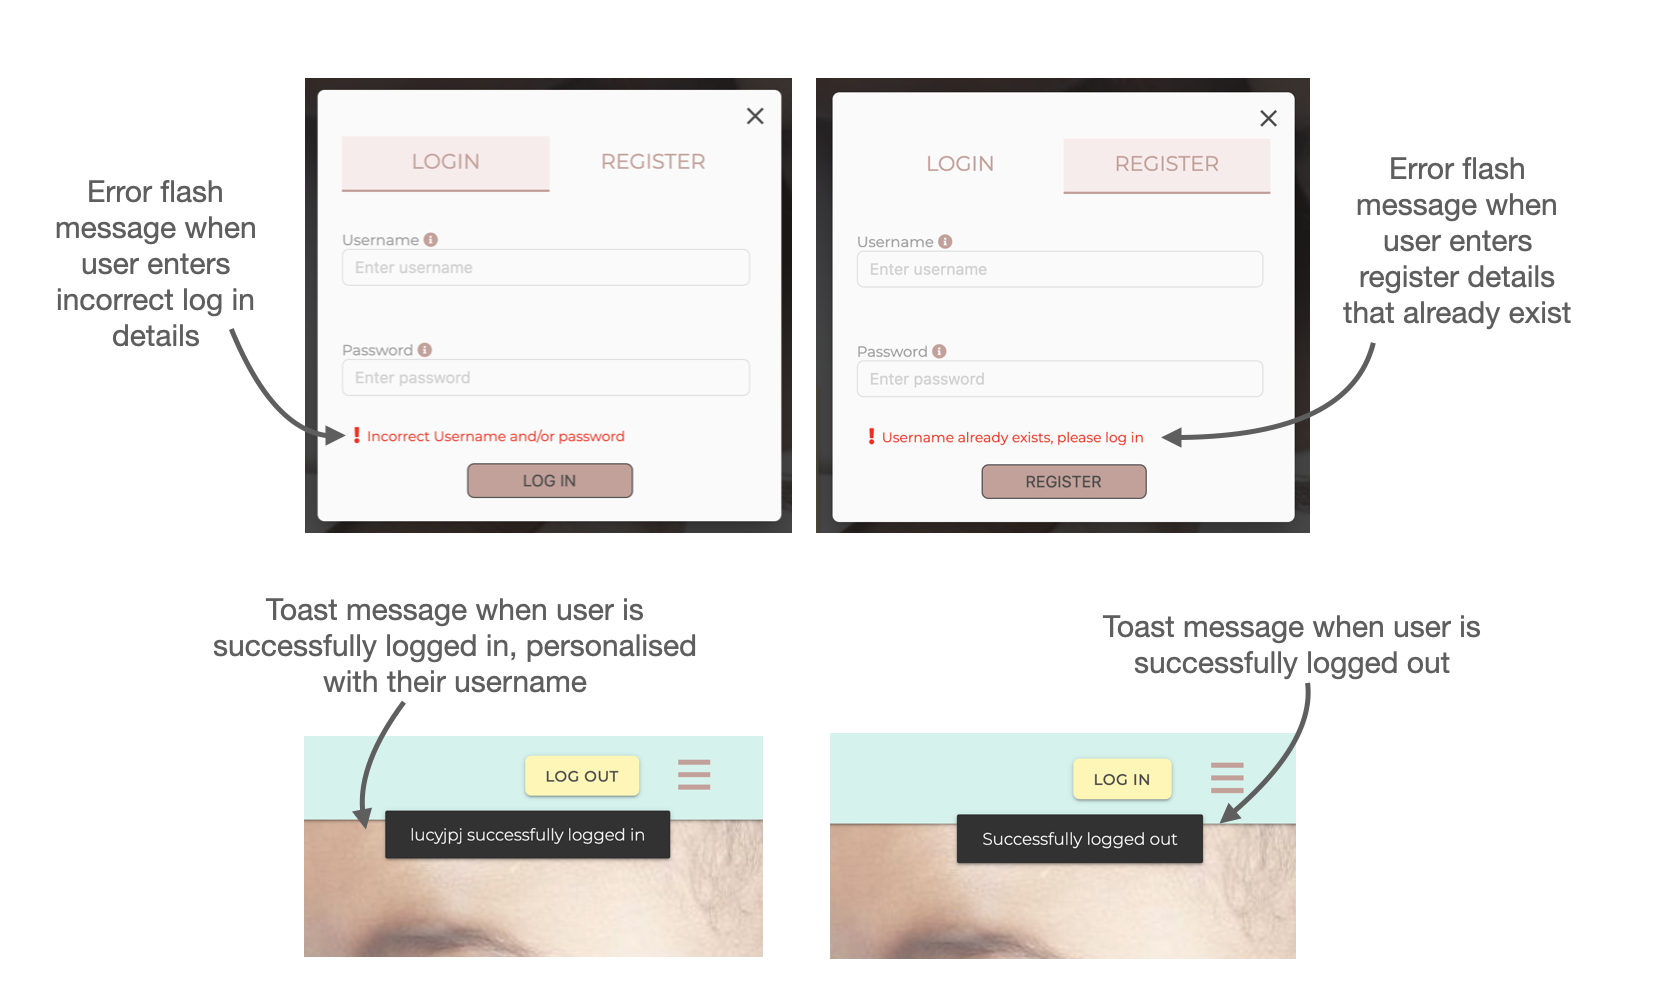 Error flash
message when
user enters
incorrect log in
details
LOGIN
REGISTER
Username
Enter username
Password
Enter password
Incorrect Username and/or password
LOG IN
LOGIN
REGISTER
Username
Enter username
Password
Enter password
Username already exists, please log in
REGISTER
Error flash
message when
user enters
register details
that already exist
Toast message when user is
successfully logged in, personalised
with their username
LOG OUT
lucyjpj successfully logged in
Toast message when user is
successfully logged out
LOG IN
Successfully logged out